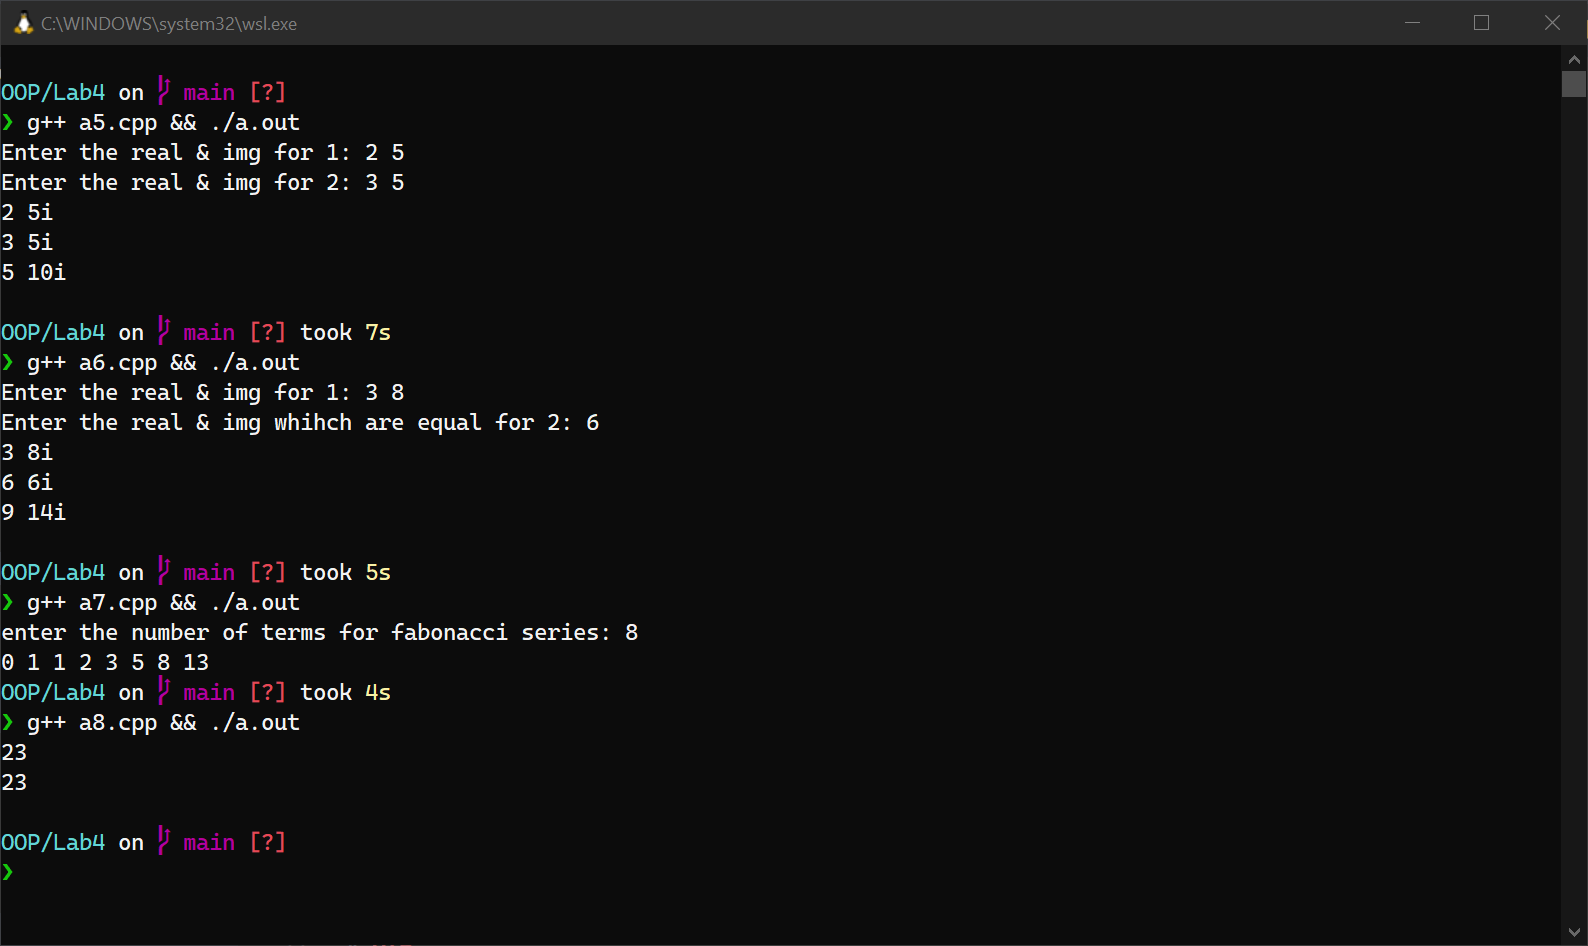 C:\WINDOWS\system32\wsl.exe
OOP/Lab4 on main [?]
❯ g++ a5.cpp && ./a.out
Enter the real & img for 1: 2 5
Enter the real & img for 2: 3 5
2 5i
3 5i
5 10i
OOP/Lab4 on main [?] took 7s
❯ g++ a6.cpp && ./a.out
Enter the real & img for 1: 3 8
Enter the real & img whihch are equal for 2: 6
3 8i
6 6i
9 14i
OOP/Lab4 on main [?] took 5s
❯ g++ a7.cpp && ./a.out
enter the number of terms for fabonacci series: 8
0 1 1 2 3 5 8 13
OOP/Lab4 on main [?] took 4s
❯ g++ a8.cpp && ./a.out
23
23
OOP/Lab4 on main [?]
❯